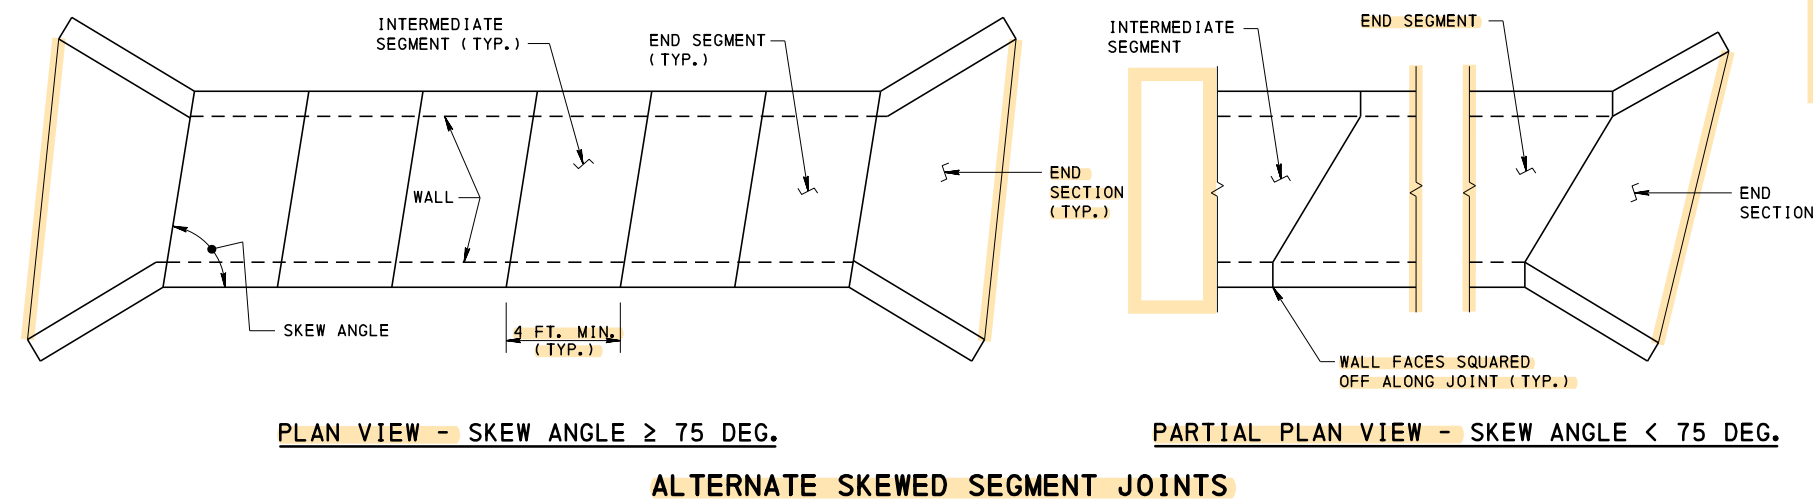 INTERMEDIATE
SEGMENT (TYP.)
END SEGMENT
(TYP.)
WALL
END
SECTION
(TYP.)
SKEW ANGLE
4 FT. MIN.
(TYP.)
PLAN VIEW - SKEW ANGLE ≥ 75 DEG.
INTERMEDIATE
SEGMENT
END SEGMENT
END
SECTION
WALL FACES SQUARED
OFF ALONG JOINT (TYP.)
PARTIAL PLAN VIEW - SKEW ANGLE < 75 DEG.
ALTERNATE SKEWED SEGMENT JOINTS